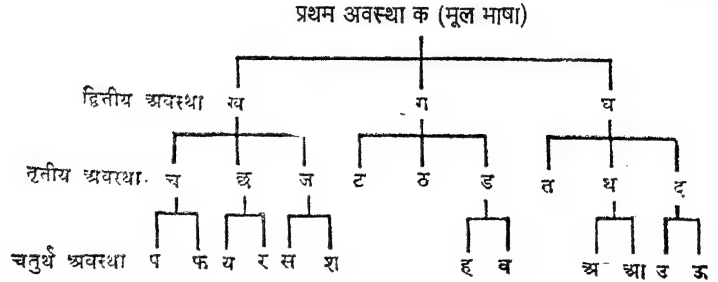 प्रथम अवस्था क (मूल भाषा)
द्वितीय अवस्था ख ग घ
तृतीय अवस्था. च छ ज ट ठ ड त थ द
चतुर्थ अवस्था प फ य र स श ह व अ आ उ ऊ